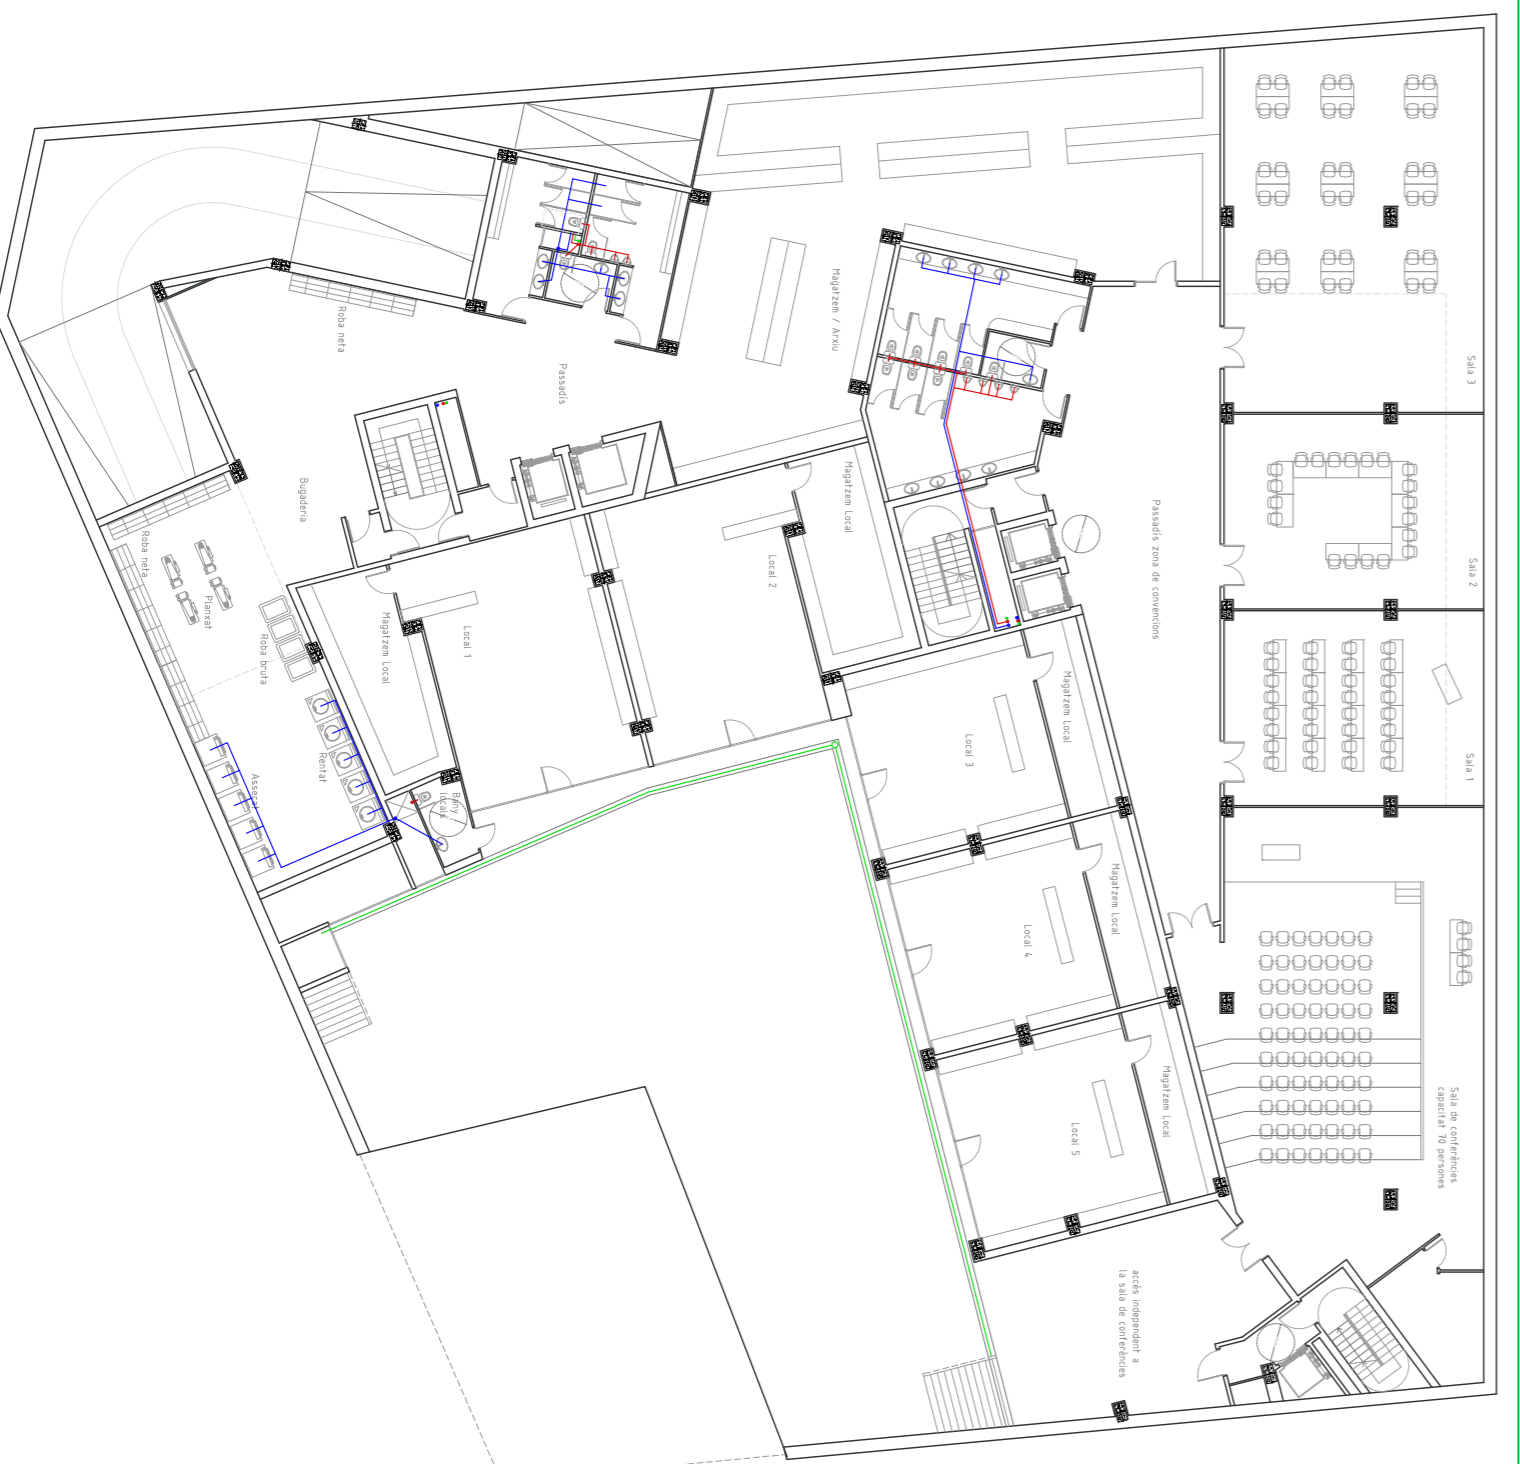 Sala 3
Sala 2
Sala 1
Sala de conferències
capacitat 70 persones
Passadís zona de convencions
accés independent a
la sala de conferències
Magatzem Local
Magatzem Local
Magatzem Local
Local 3
Local 4
Local 5
Magatzem / Arxiu
Magatzem Local
Local 2
Passadís
Local 1
Bany
locals
Magatzem Local
Roba neta
Rentat
Bugaderia
Roba bruta
Assecat
Planxat
Roba neta